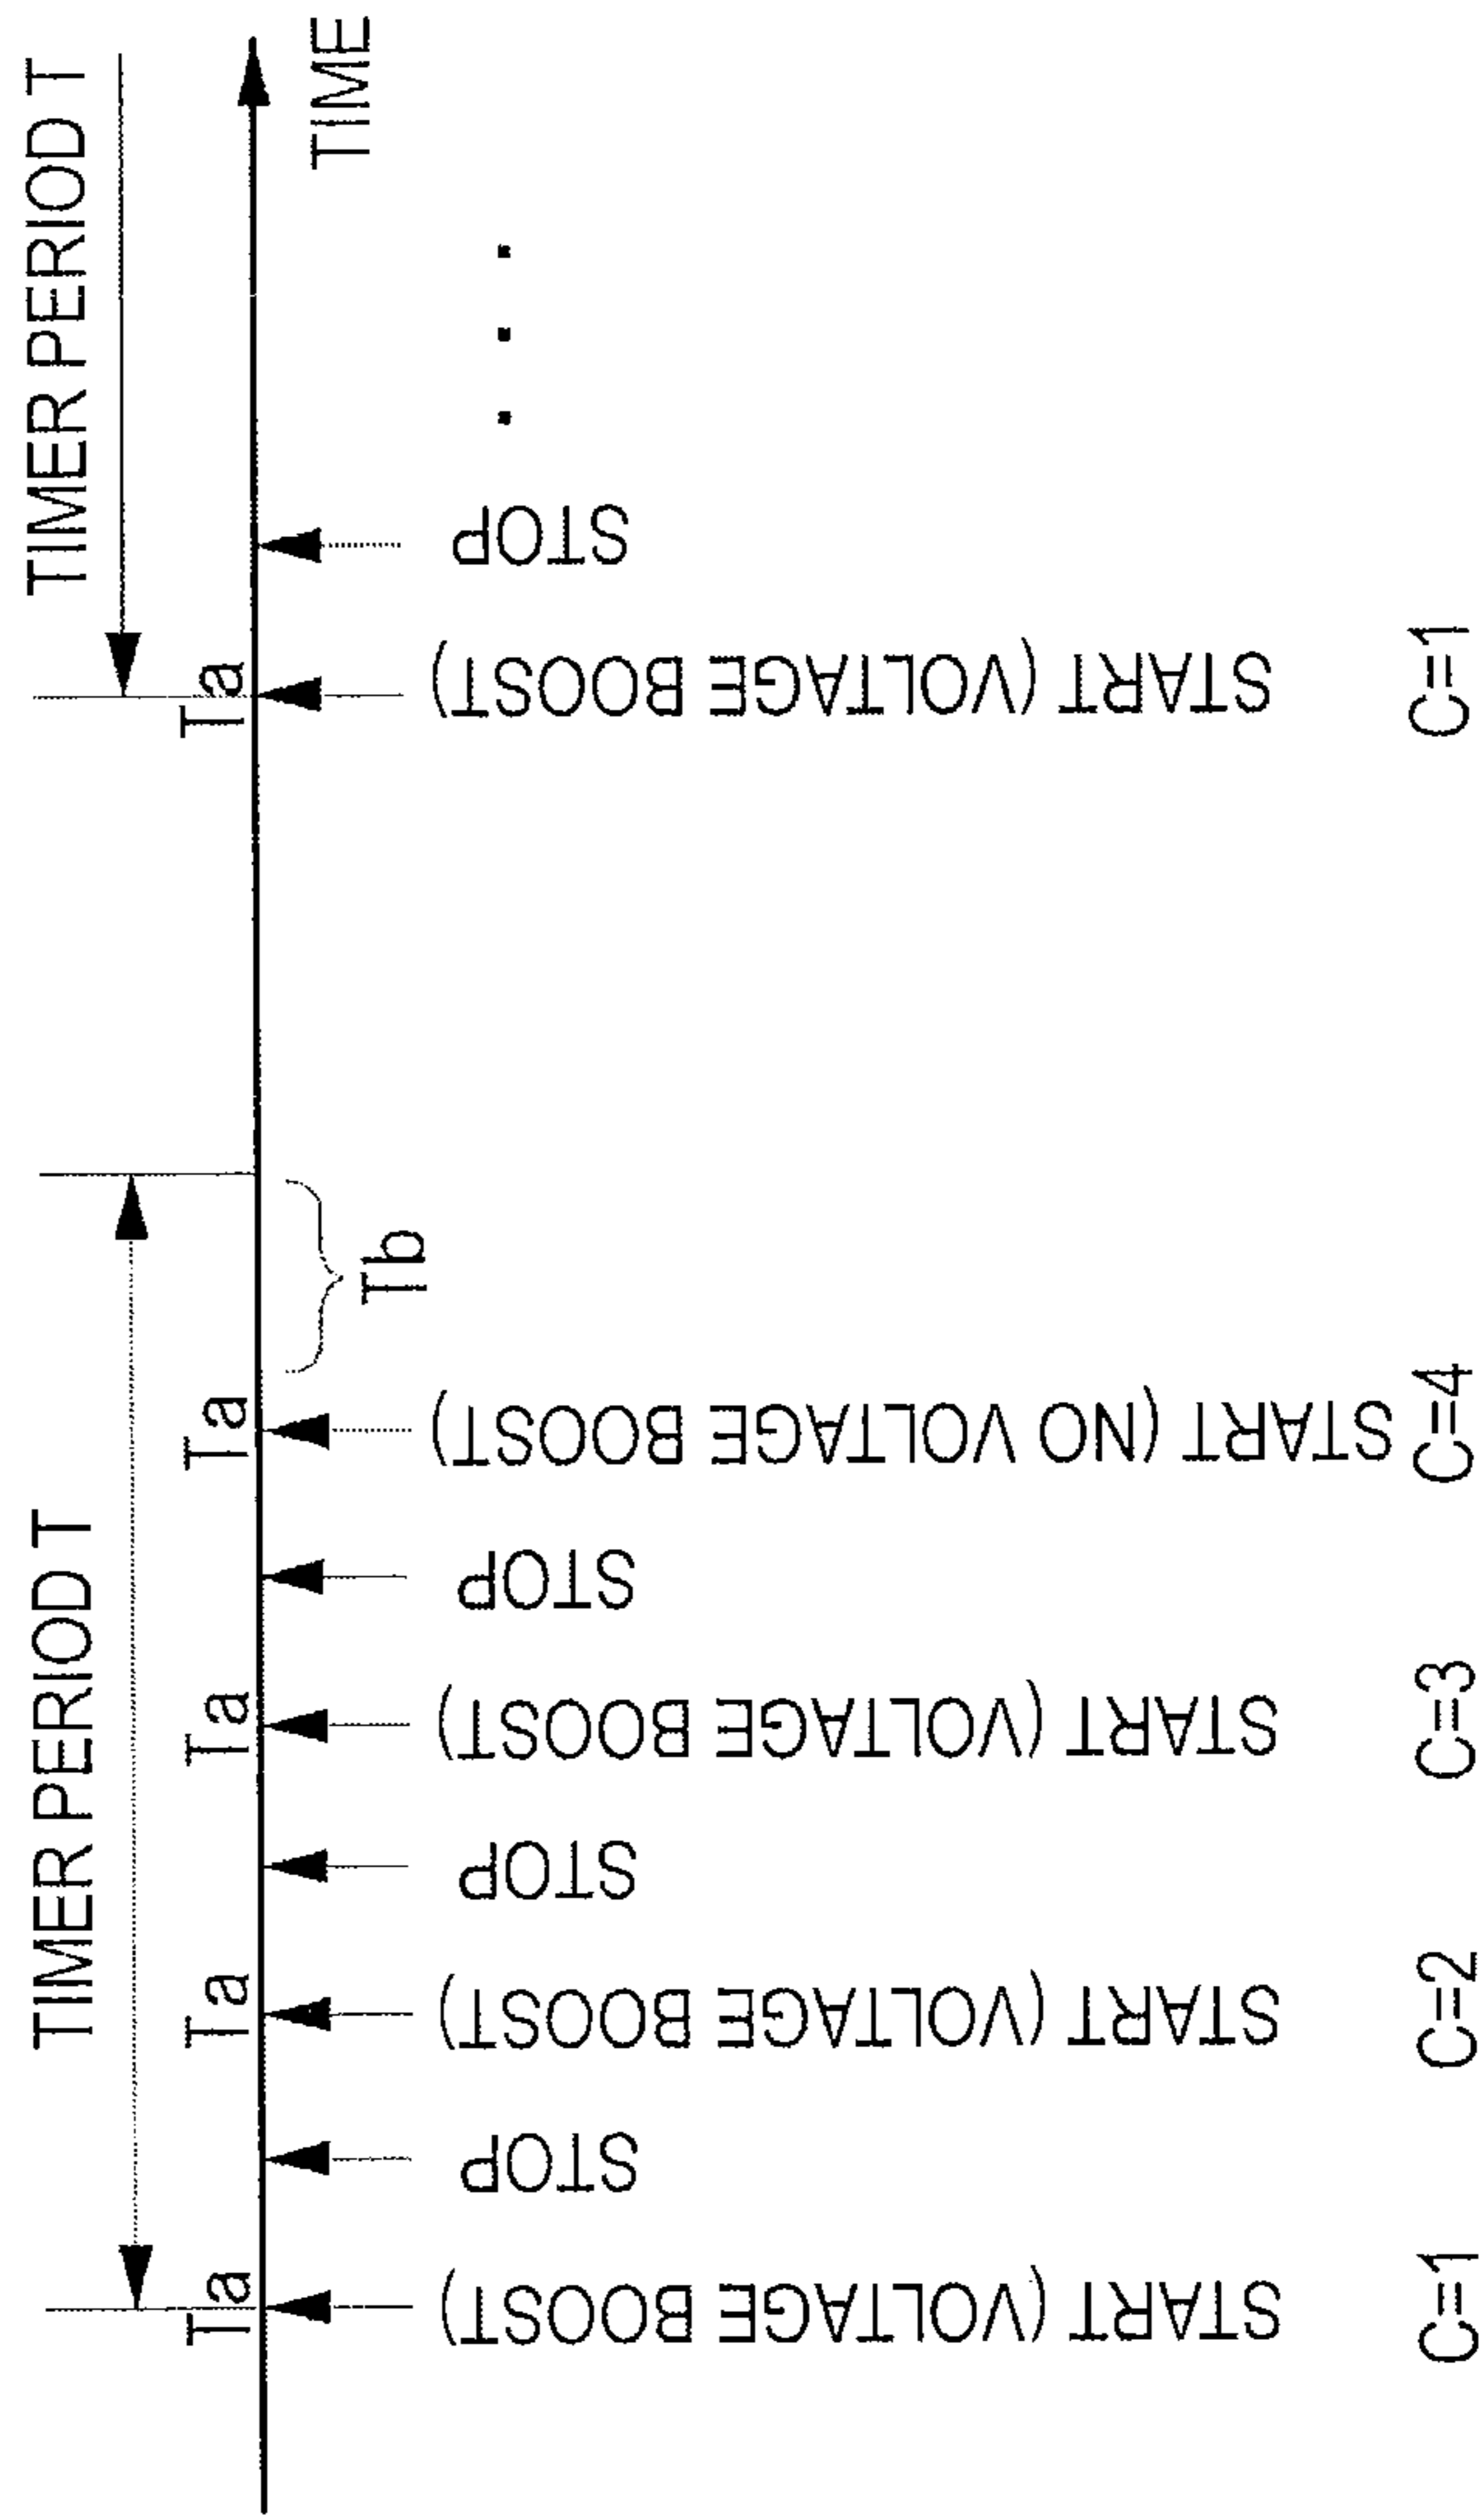 TIMER PERIOD T
TIMER PERIOD T
Ta
Ta
Ta
Ta
Ta
TIME
Tb
START (VOLTAGE BOOST)
STOP
START (VOLTAGE BOOST)
STOP
START (VOLTAGE BOOST)
STOP
START (NO VOLTAGE BOOST)
START (VOLTAGE BOOST)
STOP
. . .
C=1
C=2
C=3
C=4
C=1